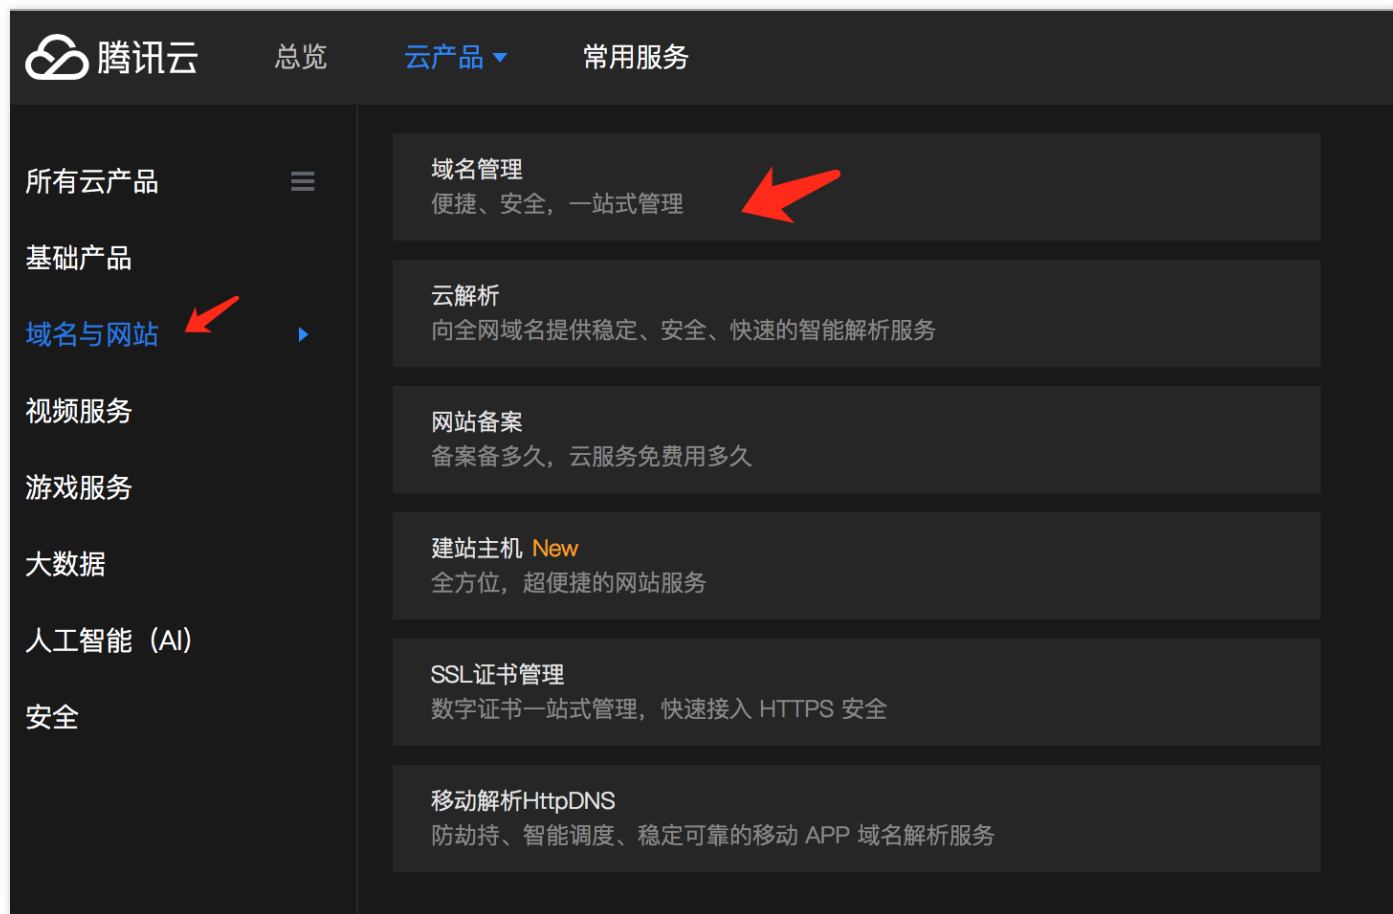 腾讯云
总览
云产品
常用服务
所有云产品
基础产品
域名与网站
视频服务
游戏服务
大数据
人工智能（AI）
安全
域名管理
便捷、安全，一站式管理
云解析
向全网域名提供稳定、安全、快速的智能解析服务
网站备案
备案备多久，云服务免费用多久
建站主机 New
全方位，超便捷的网站服务
SSL证书管理
数字证书一站式管理，快速接入 HTTPS 安全
移动解析HttpDNS
防劫持、智能调度、稳定可靠的移动 APP 域名解析服务